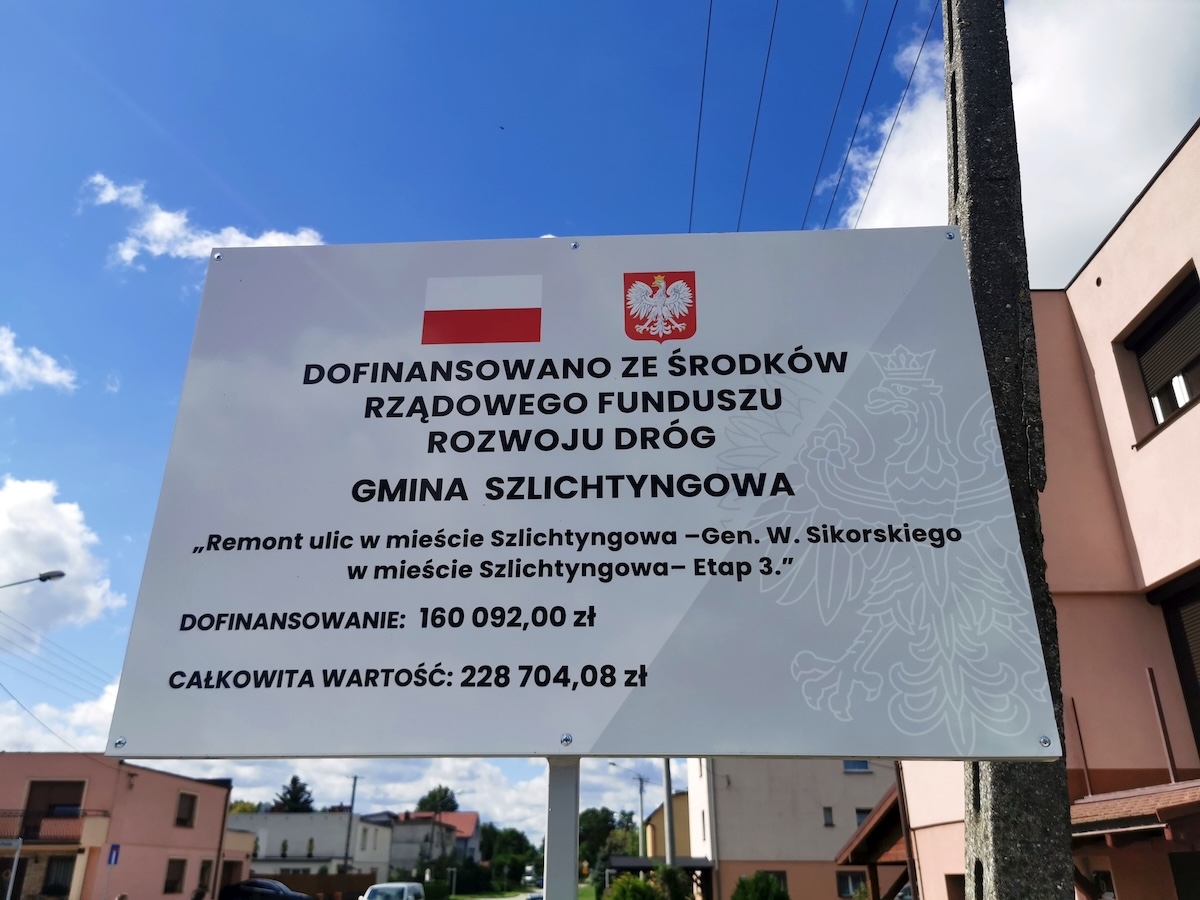 DOFINANSOWANO ZE ŚRODKÓW
RZĄDOWEGO FUNDUSZU
ROZWOJU DRÓG
GMINA SZLICHTYNGOWA
„Remont ulic w mieście Szlichtyngowa –Gen. W. Sikorskiego
w mieście Szlichtyngowa– Etap 3.”
DOFINANSOWANIE: 160 092,00 zł
CAŁKOWITA WARTOŚĆ: 228 704,08 zł